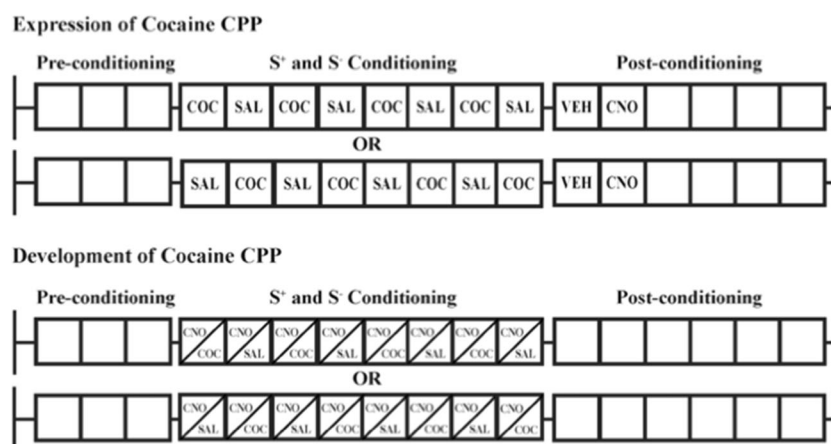 Expression of Cocaine CPP
Pre-conditioning S⁺ and S⁻ Conditioning Post-conditioning
COC SAL COC SAL COC SAL COC SAL VEH CNO
OR
SAL COC SAL COC SAL COC SAL COC VEH CNO
Development of Cocaine CPP
Pre-conditioning S⁺ and S⁻ Conditioning Post-conditioning
CNO CNO CNO CNO CNO CNO CNO CNO
COC SAL COC SAL COC SAL COC SAL
OR
CNO CNO CNO CNO CNO CNO CNO CNO
SAL COC SAL COC SAL COC SAL COC